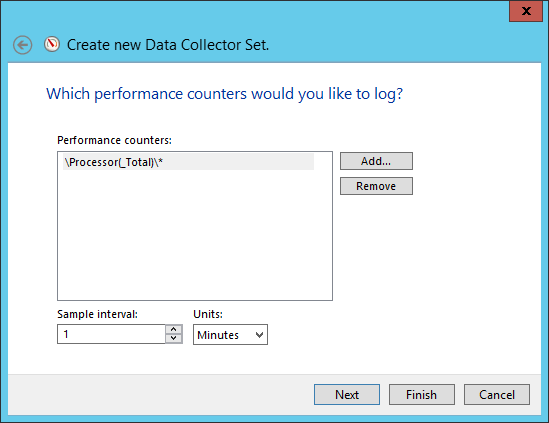 x
Create new Data Collector Set.
Which performance counters would you like to log?
Performance counters:
\Processor(_Total)\*
Add...
Remove
Sample interval:
Units:
1
Minutes
Next
Finish
Cancel